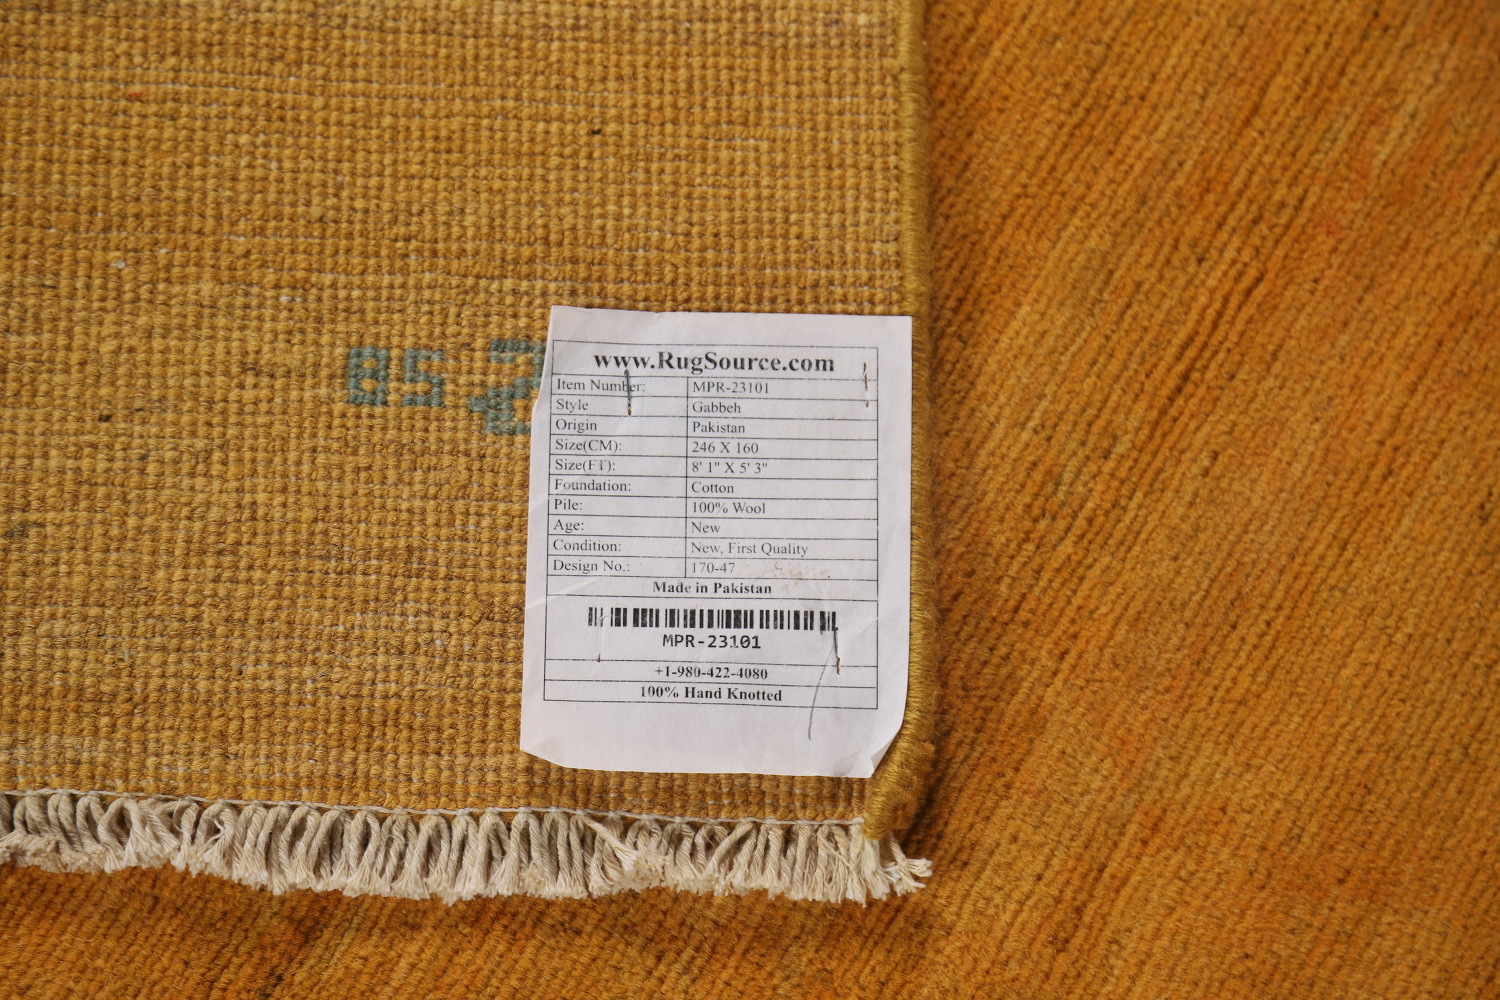 85 2
www.RugSource.com
Item Number: MPR-23101
Style Gabbeh
Origin Pakistan
Size(CM): 246 X 160
Size(FT): 8' 1" X 5' 3"
Foundation: Cotton
Pile: 100% Wool
Age: New
Condition: New, First Quality
Design No.: 170-47
Made in Pakistan
MPR-23101
+1-980-422-4080
100% Hand Knotted